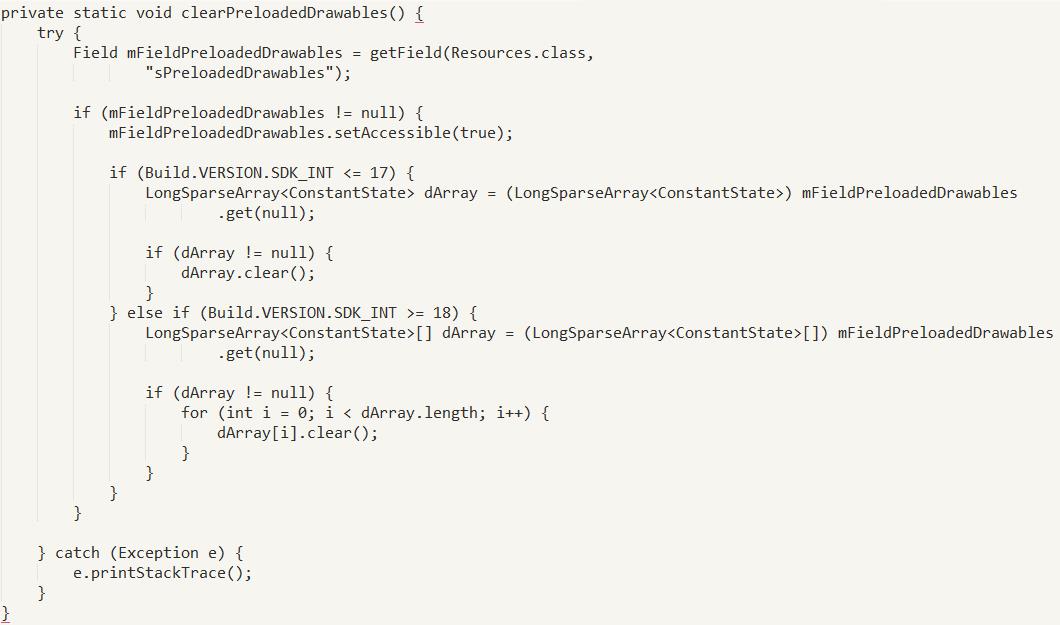 private static void clearPreloadedDrawables() {
    try {
        Field mFieldPreloadedDrawables = getField(Resources.class,
                "sPreloadedDrawables");

        if (mFieldPreloadedDrawables != null) {
            mFieldPreloadedDrawables.setAccessible(true);

            if (Build.VERSION.SDK_INT <= 17) {
                LongSparseArray<ConstantState> dArray = (LongSparseArray<ConstantState>) mFieldPreloadedDrawables
                        .get(null);

                if (dArray != null) {
                    dArray.clear();
                }
            } else if (Build.VERSION.SDK_INT >= 18) {
                LongSparseArray<ConstantState>[] dArray = (LongSparseArray<ConstantState>[]) mFieldPreloadedDrawables
                        .get(null);

                if (dArray != null) {
                    for (int i = 0; i < dArray.length; i++) {
                        dArray[i].clear();
                    }
                }
            }
        }

    } catch (Exception e) {
        e.printStackTrace();
    }
}